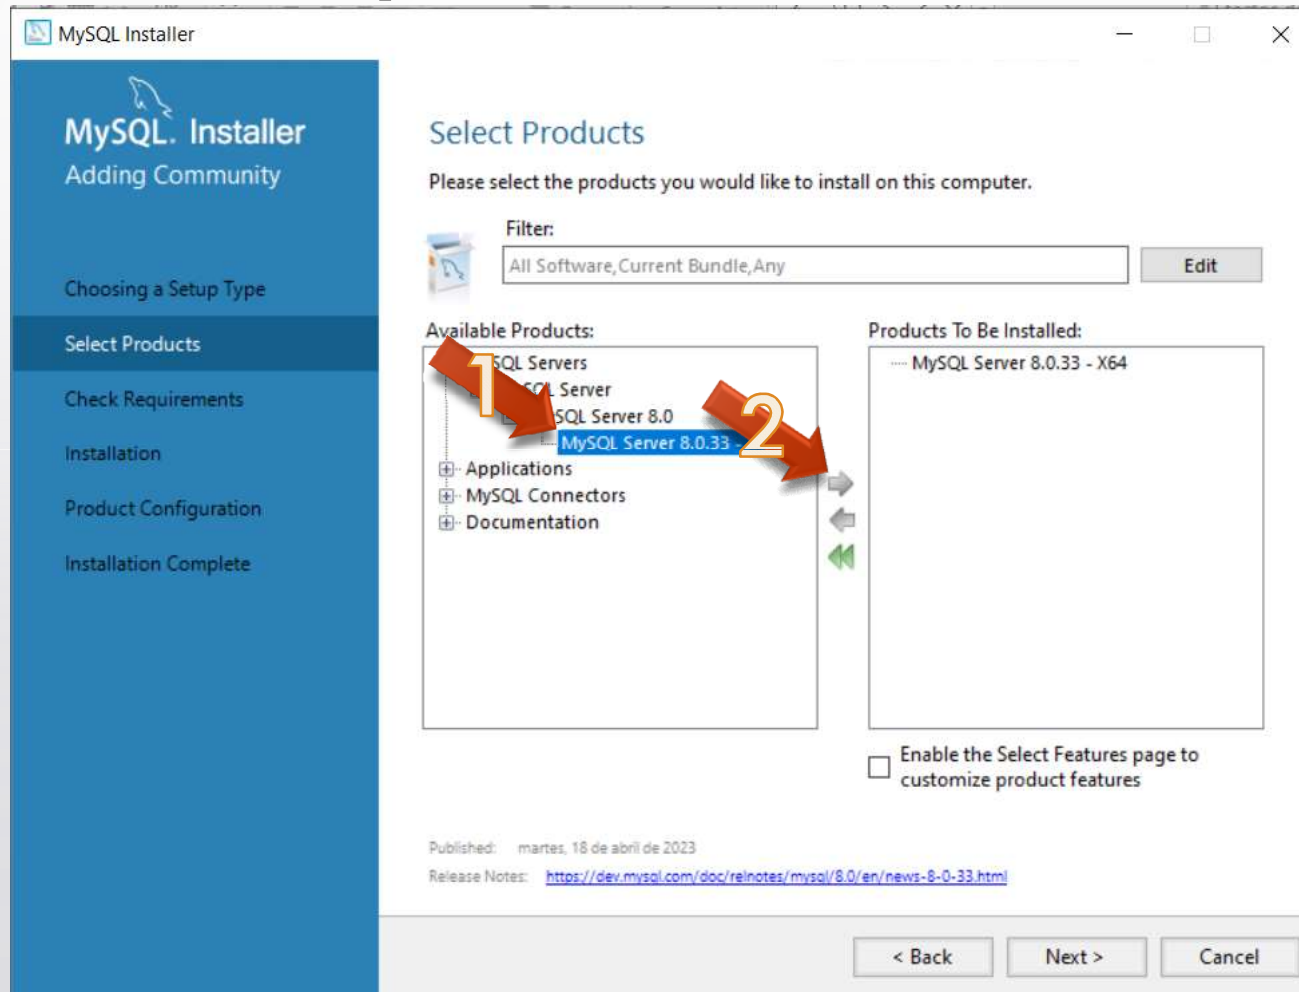 MySQL Installer
MySQL. Installer
Adding Community
Choosing a Setup Type
Select Products
Check Requirements
Installation
Product Configuration
Installation Complete
Select Products
Please select the products you would like to install on this computer.
Filter:
All Software,Current Bundle,Any
Edit
Available Products:
SQL Servers
SQL Server
SQL Server 8.0
MySQL Server 8.0.33 -
Applications
MySQL Connectors
Documentation
1
2
Products To Be Installed:
MySQL Server 8.0.33 - X64
Enable the Select Features page to
customize product features
Published: martes, 18 de abril de 2023
Release Notes: https://dev.mysql.com/doc/relnotes/mysql/8.0/en/news-8-0-33.html
< Back
Next >
Cancel